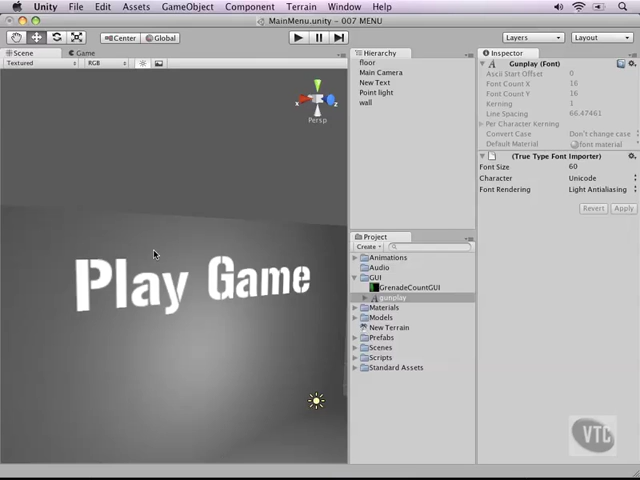 Unity File Edit Assets GameObject Component Terrain Window Help
MainMenu.unity - 007 MENU
Center Global Layers Layout
Scene Game
Textured RGB
x z
Persp
Play Game
Hierarchy
floor
Main Camera
New Text
Point light
wall
Project
Create
Animations
Audio
GUI
GrenadeCountGUI
gunplay
Materials
Models
New Terrain
Prefabs
Scenes
Scripts
Standard Assets
Inspector
Gunplay (Font)
Ascii Start Offset 0
Font Count X 16
Font Count Y 16
Kerning 1
Line Spacing 66.47461
Per Character Kerning
Convert Case Don't change case
Default Material font material
(True Type Font Importer)
Font Size 60
Character Unicode
Font Rendering Light Antialiasing
Revert Apply
VTC